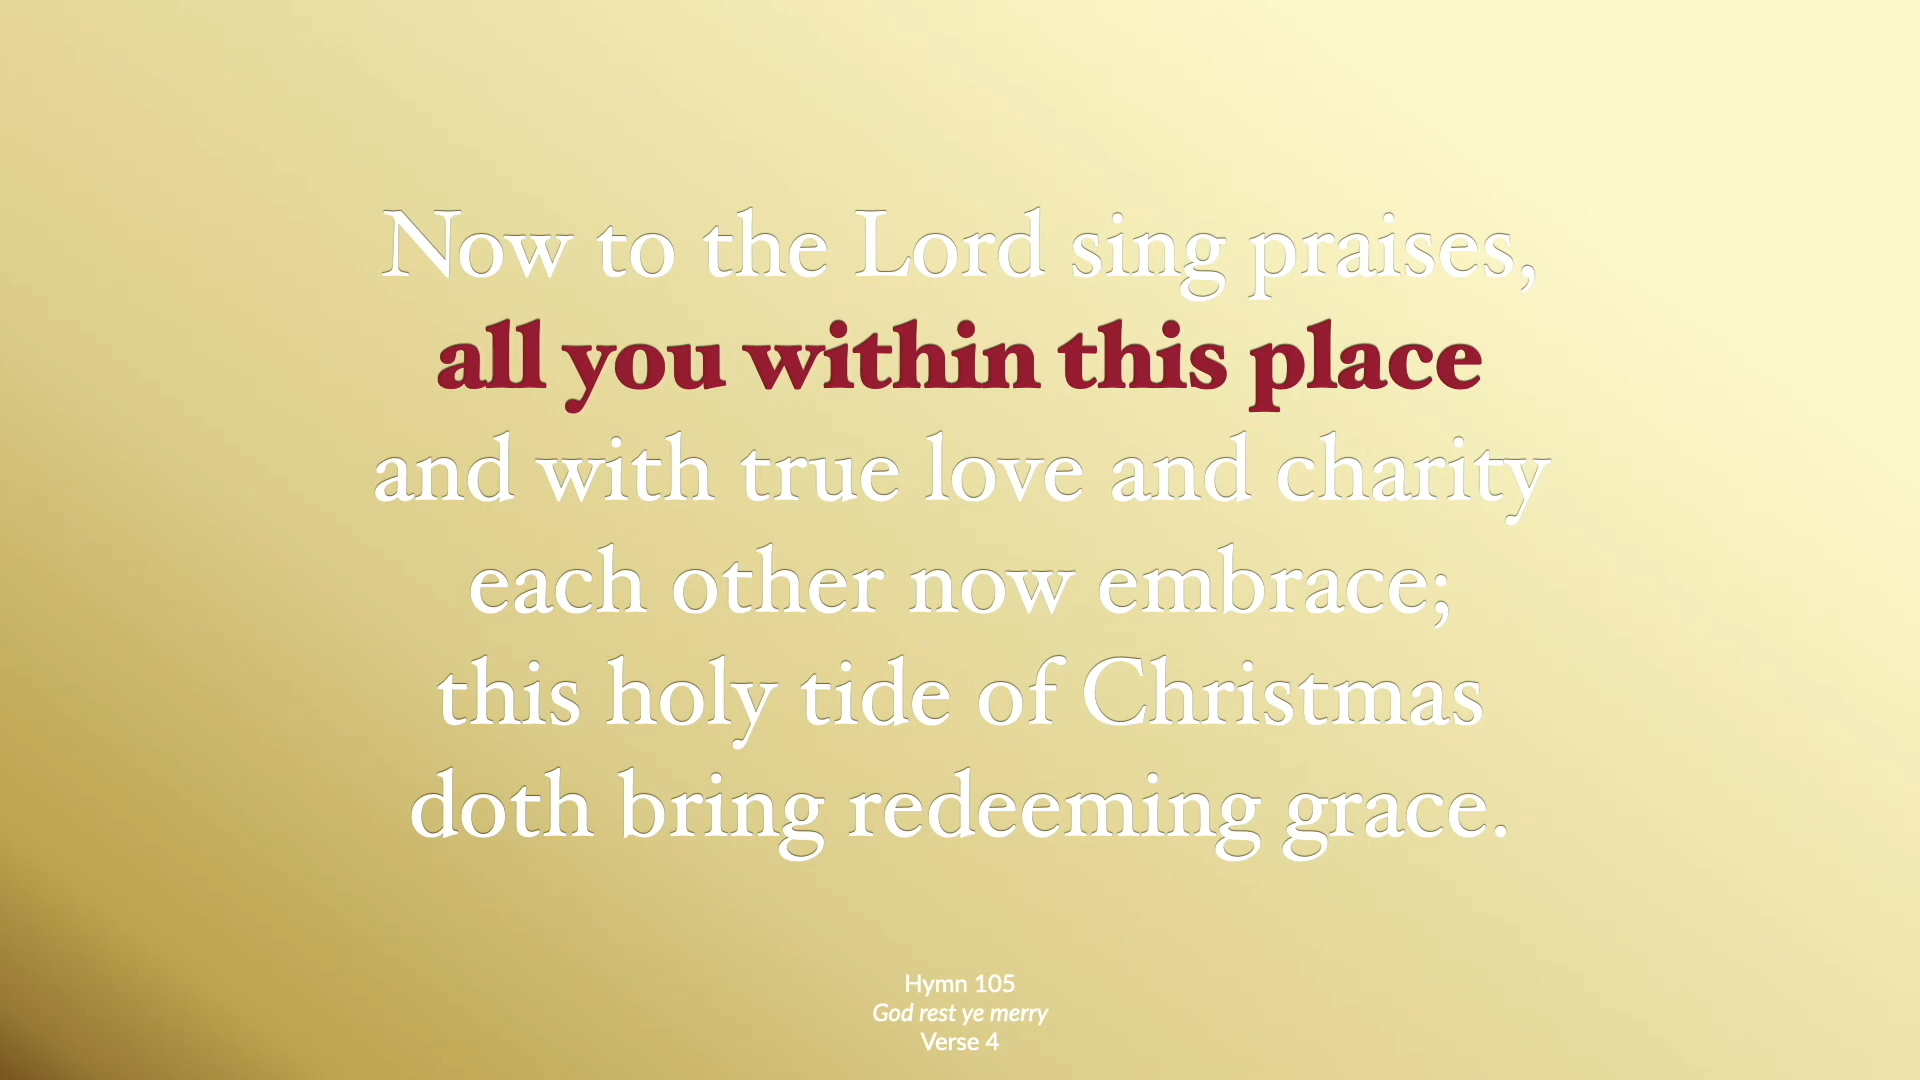 Now to the Lord sing praises,
all you within this place
and with true love and charity
each other now embrace;
this holy tide of Christmas
doth bring redeeming grace.
Hymn 105
God rest ye merry
Verse 4